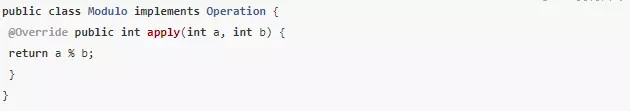 public class Modulo implements Operation {
@Override public int apply(int a, int b) {
return a % b;
}
}